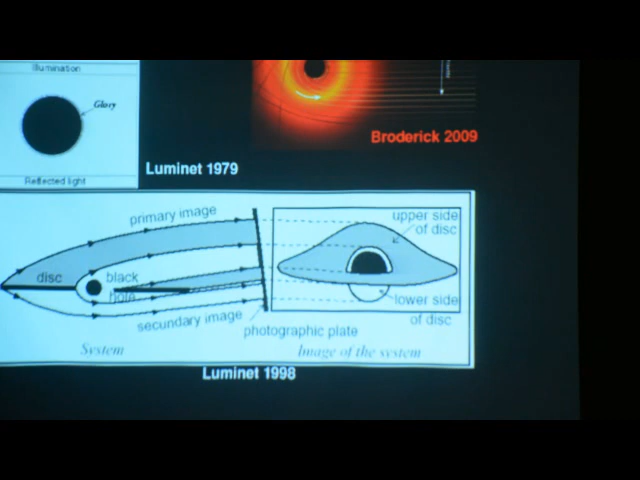 Illumination
Glory
Reflected light
Broderick 2009
Luminet 1979
primary image
upper side
of disc
disc
black
hole
lower side
of disc
secundary image
photographic plate
System
Image of the system
Luminet 1998